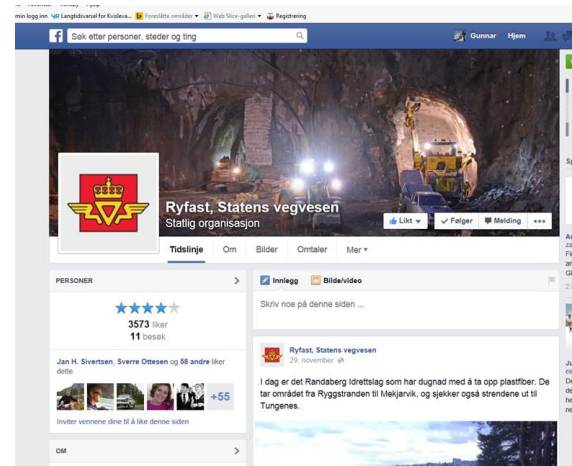 min logg inn
Langtidsvarsel for Kvisleva...
Foreslåtte områder
Web Slice-galleri
Registrering
Søk etter personer, steder og ting
Gunnar
Hjem
Ryfast, Statens vegvesen
Statlig organisasjon
Likt
Følger
Melding
Tidslinje
Om
Bilder
Omtaler
Mer
PERSONER
3573 liker
11 besøk
Jan H. Sivertsen, Sverre Ottesen og 58 andre liker
dette.
+55
Inviter vennene dine til å like denne siden
OM
Innlegg
Bilde/video
Skriv noe på denne siden ...
Ryfast, Statens vegvesen
29. november
I dag er det Randaberg Idrettslag som har dugnad med å ta opp plastfiber. De
tar området fra Ryggstranden til Mekjarvik, og sjekker også strendene ut til
Tungenes.